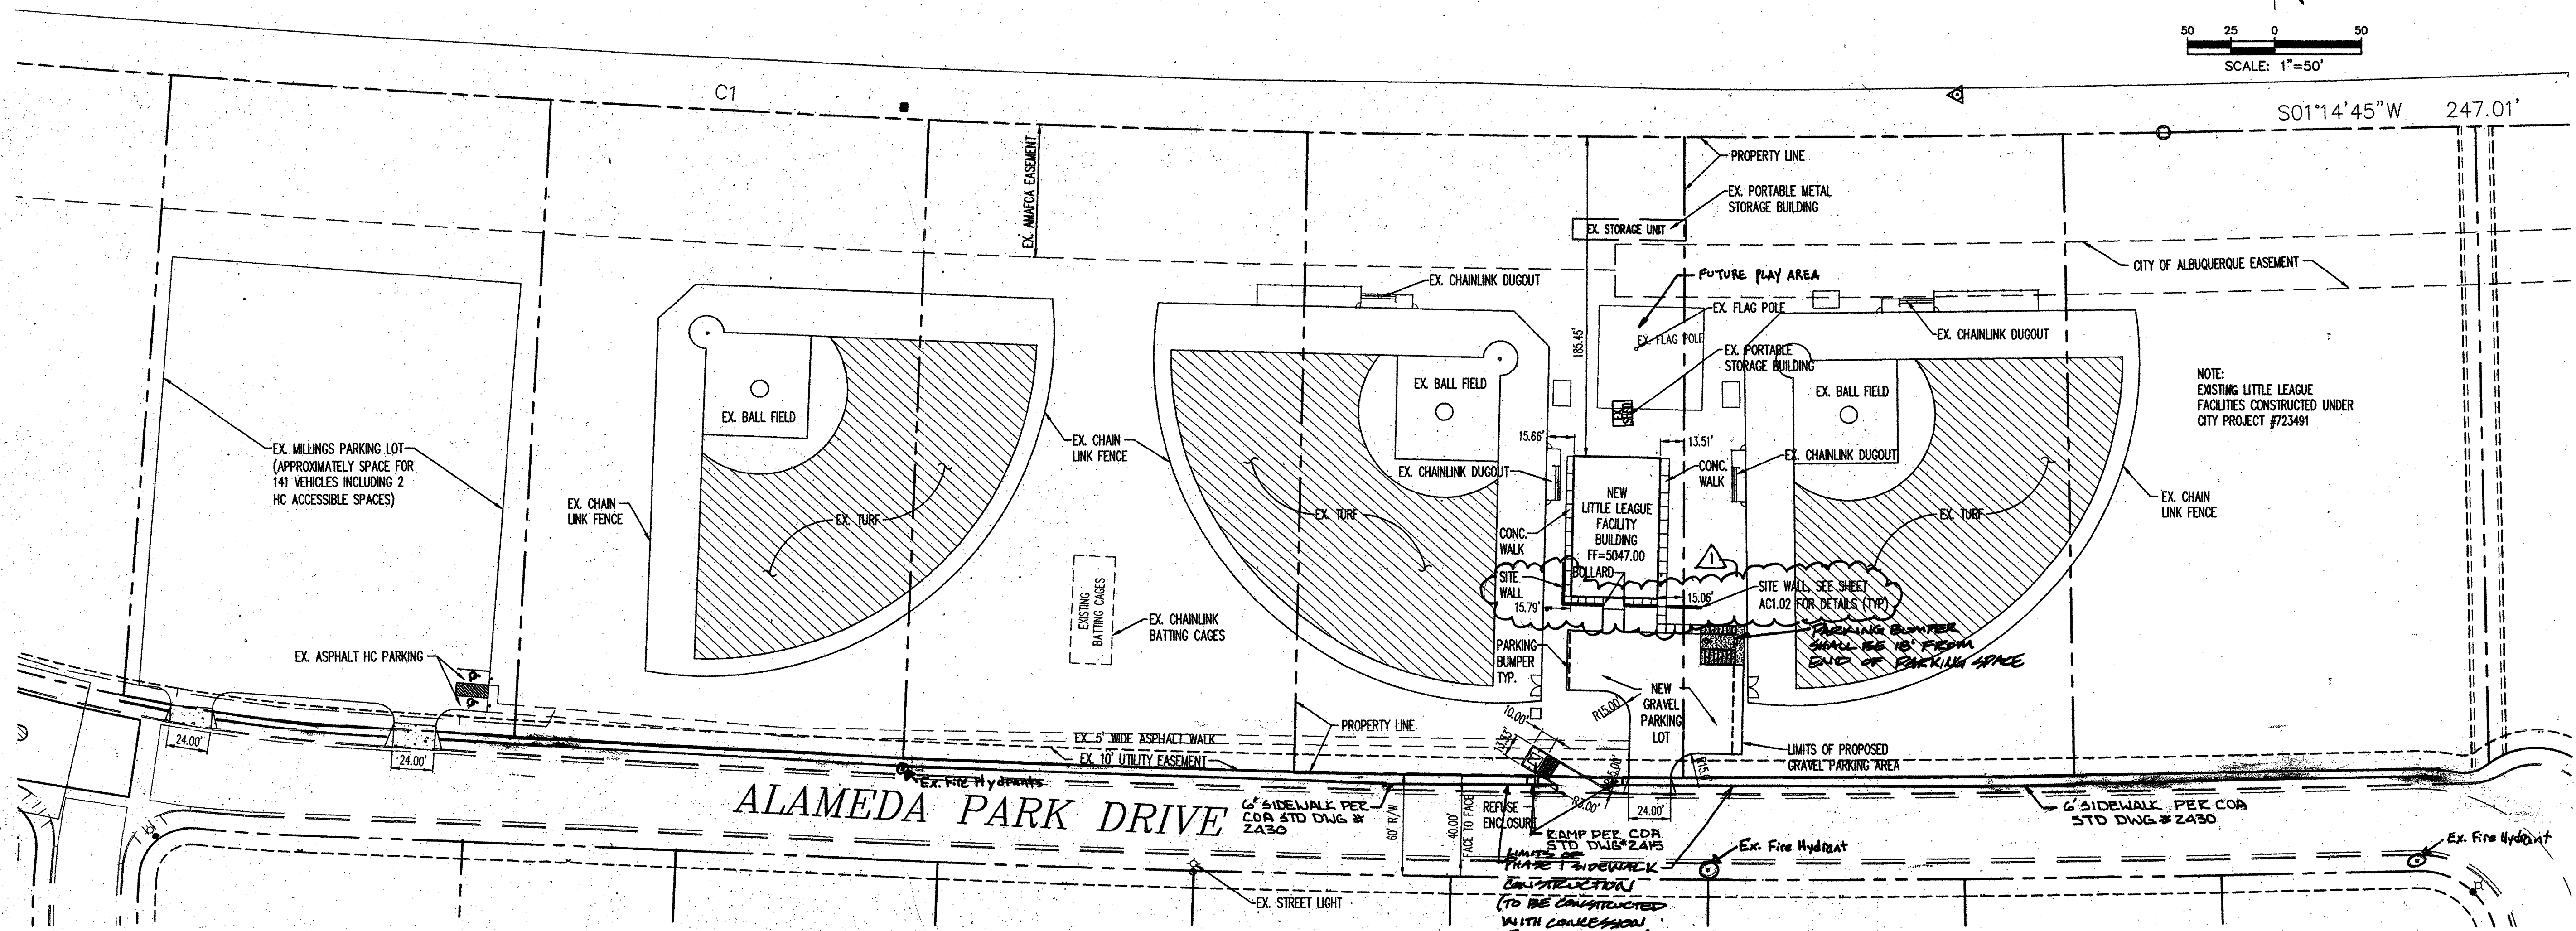 50 25 0 50
SCALE: 1"=50'
C1
S01°14'45"W 247.01'
EX. AMAFCA EASEMENT
PROPERTY LINE
EX. PORTABLE METAL
STORAGE BUILDING
EX. STORAGE UNIT
CITY OF ALBUQUERQUE EASEMENT
FUTURE PLAY AREA
EX. CHAINLINK DUGOUT
EX. FLAG POLE
EX. FLAG POLE
185.45'
EX. CHAINLINK DUGOUT
EX. PORTABLE
STORAGE BUILDING
NOTE:
EXISTING LITTLE LEAGUE
FACILITIES CONSTRUCTED UNDER
CITY PROJECT #723491
EX. BALL FIELD
EX. BALL FIELD
EX. BALL FIELD
EX. MILLINGS PARKING LOT
(APPROXIMATELY SPACE FOR
141 VEHICLES INCLUDING 2
HC ACCESSIBLE SPACES)
EX. CHAIN
LINK FENCE
15.66'
13.51'
EX. CHAINLINK DUGOUT
CONC.
WALK
EX. CHAINLINK DUGOUT
EX. CHAIN
LINK FENCE
EX. TURF
EX. TURF
EX. TURF
NEW
LITTLE LEAGUE
FACILITY
BUILDING
FF=5047.00
EX. CHAIN
LINK FENCE
CONC.
WALK
1
BOLLARD
SITE
WALL
15.79'
15.06'
SITE WALL, SEE SHEET
AC1.02 FOR DETAILS (TYP)
EXISTING
BATTING CAGES
EX. CHAINLINK
BATTING CAGES
PARKING BUMPER
SHALL BE 18" FROM
END OF PARKING SPACE
PARKING
BUMPER
TYP.
EX. ASPHALT HC PARKING
NEW
GRAVEL
PARKING
LOT
R15.00'
10.00'
PROPERTY LINE
LIMITS OF PROPOSED
GRAVEL PARKING AREA
24.00'
24.00'
EX. 5' WIDE ASPHALT WALK
EX. 10' UTILITY EASEMENT
Ex. Fire Hydrants
ALAMEDA PARK DRIVE
6' SIDEWALK PER
COA STD DWG #
2430
60' R/W
40.00'
FACE TO FACE
REFUSE
ENCLOSURE
24.00'
6' SIDEWALK PER COA
STD DWG # 2430
RAMP PER COA
STD DWG# 2415
LIMITS OF
PHASE 1 SIDEWALK
CONSTRUCTION
(TO BE CONSTRUCTED
WITH CONCESSION
Ex. Fire Hydrant
Ex. Fire Hydrant
EX. STREET LIGHT